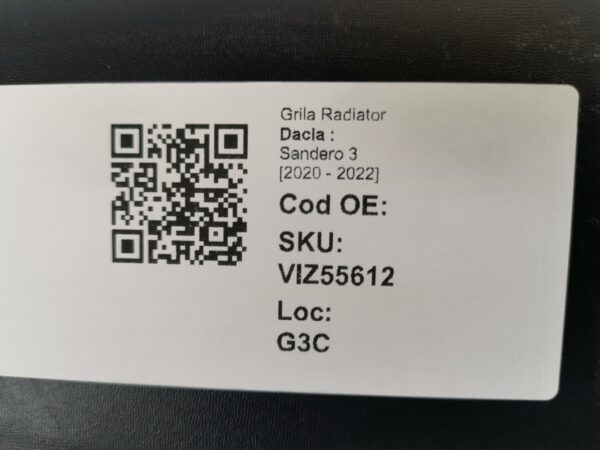 Grila Radiator
Dacia :
Sandero 3
[2020 - 2022]
Cod OE:
SKU:
VIZ55612
Loc:
G3C